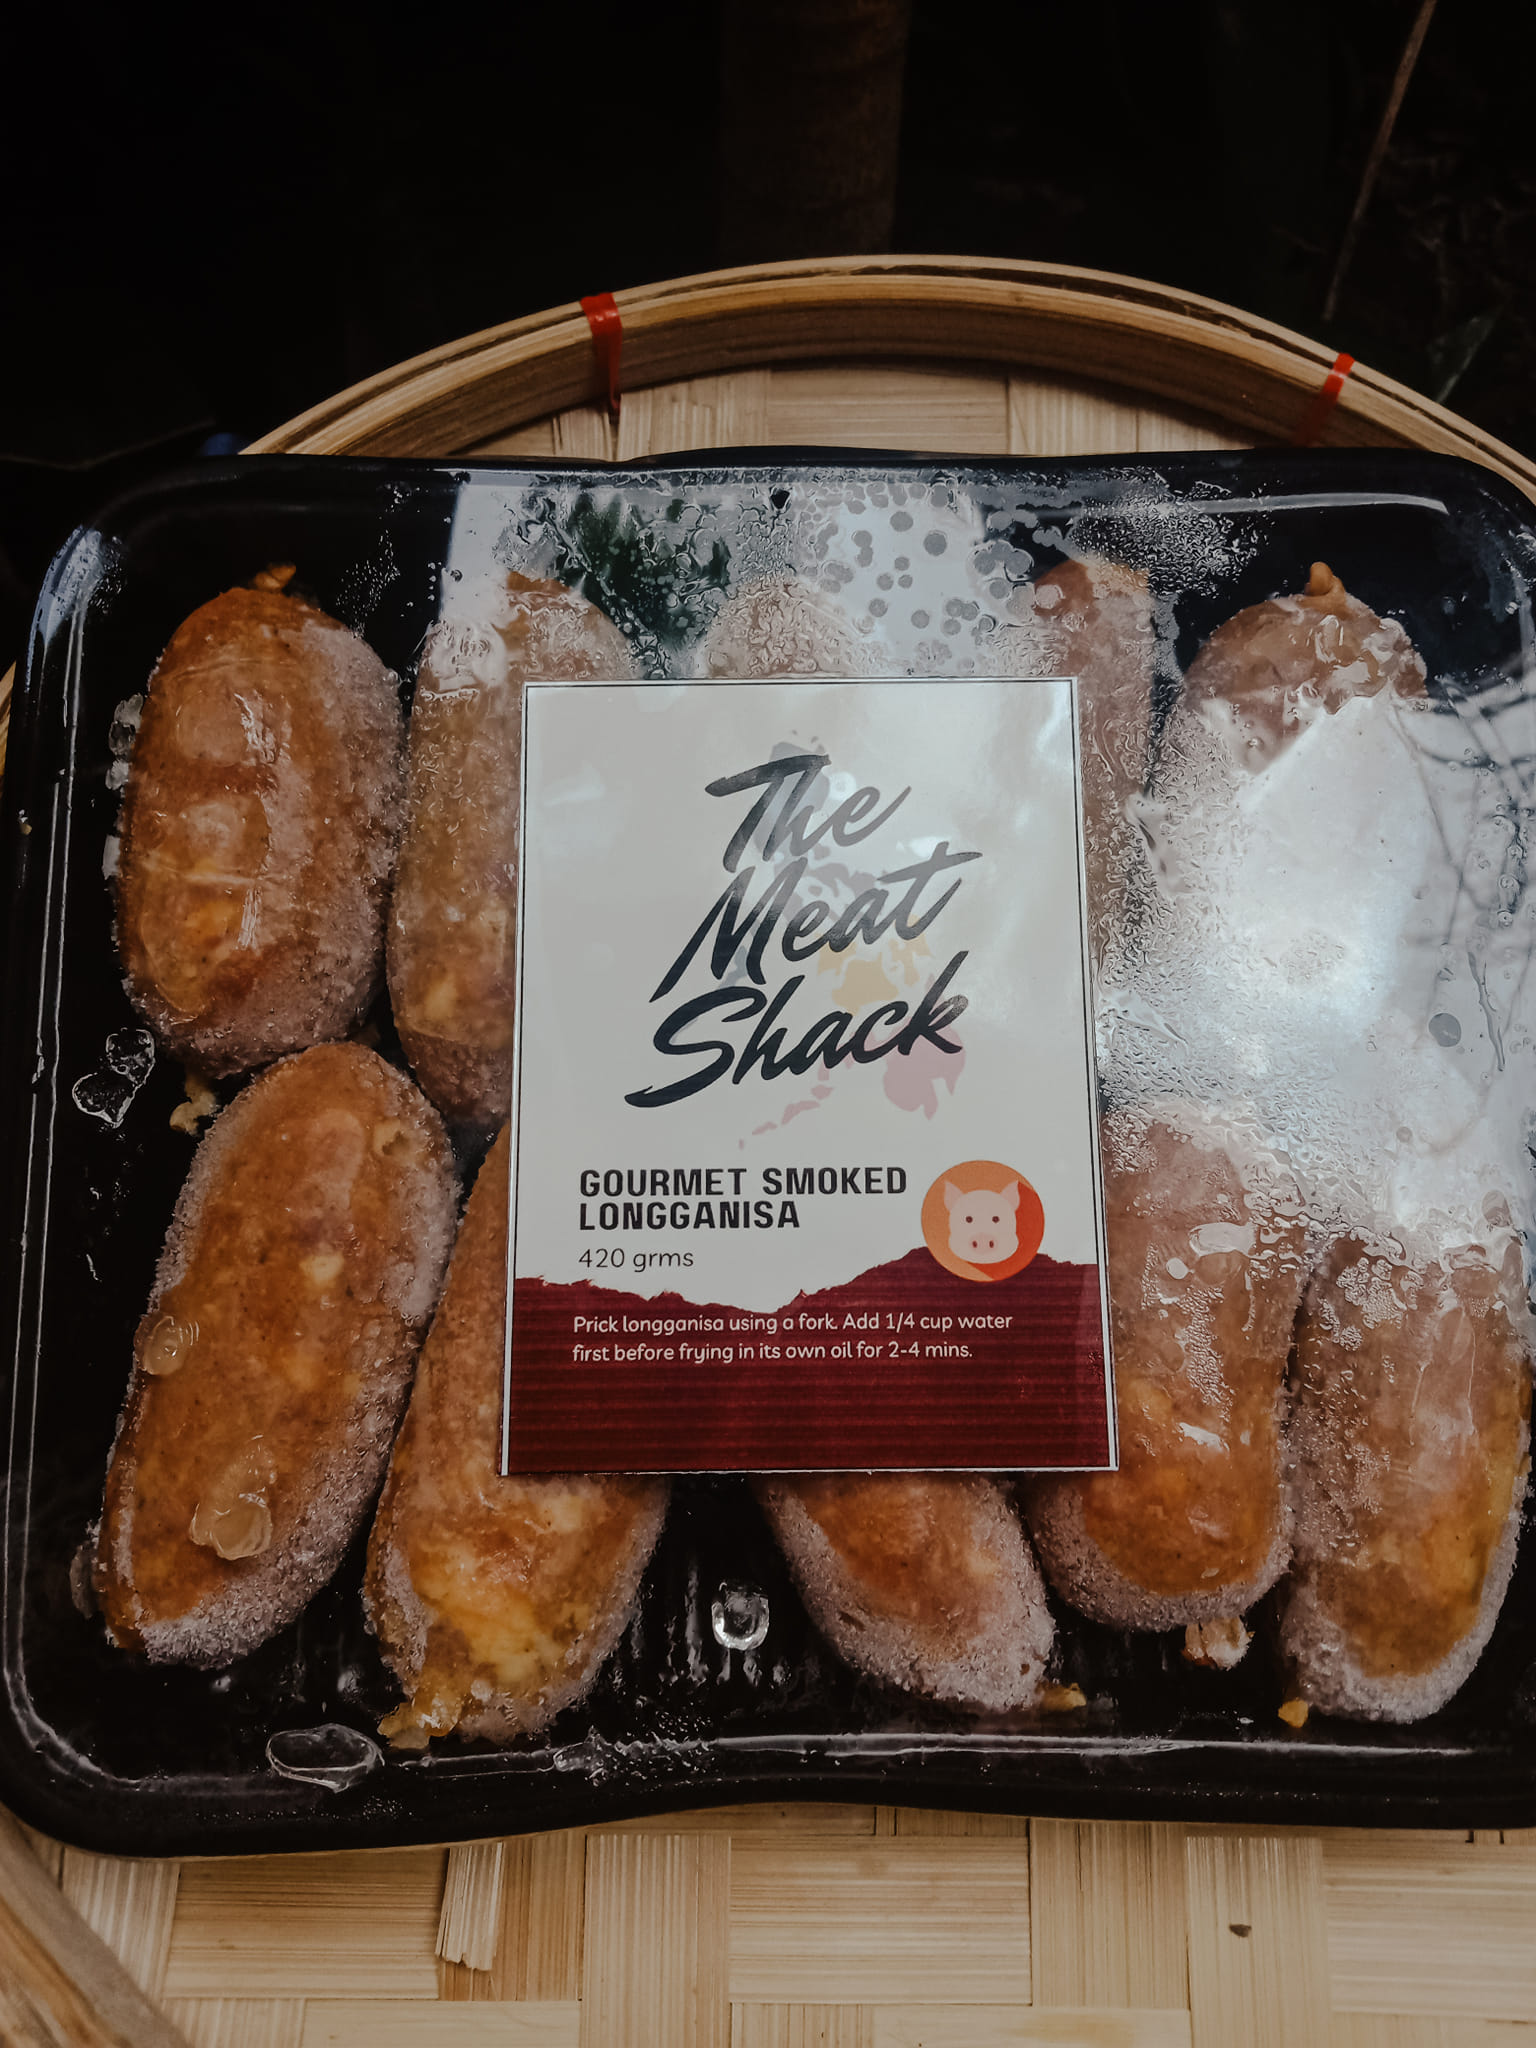 The
Meat
Shack
GOURMET SMOKED
LONGGANISA
420 grms
Prick longganisa using a fork. Add 1/4 cup water
first before frying in its own oil for 2-4 mins.